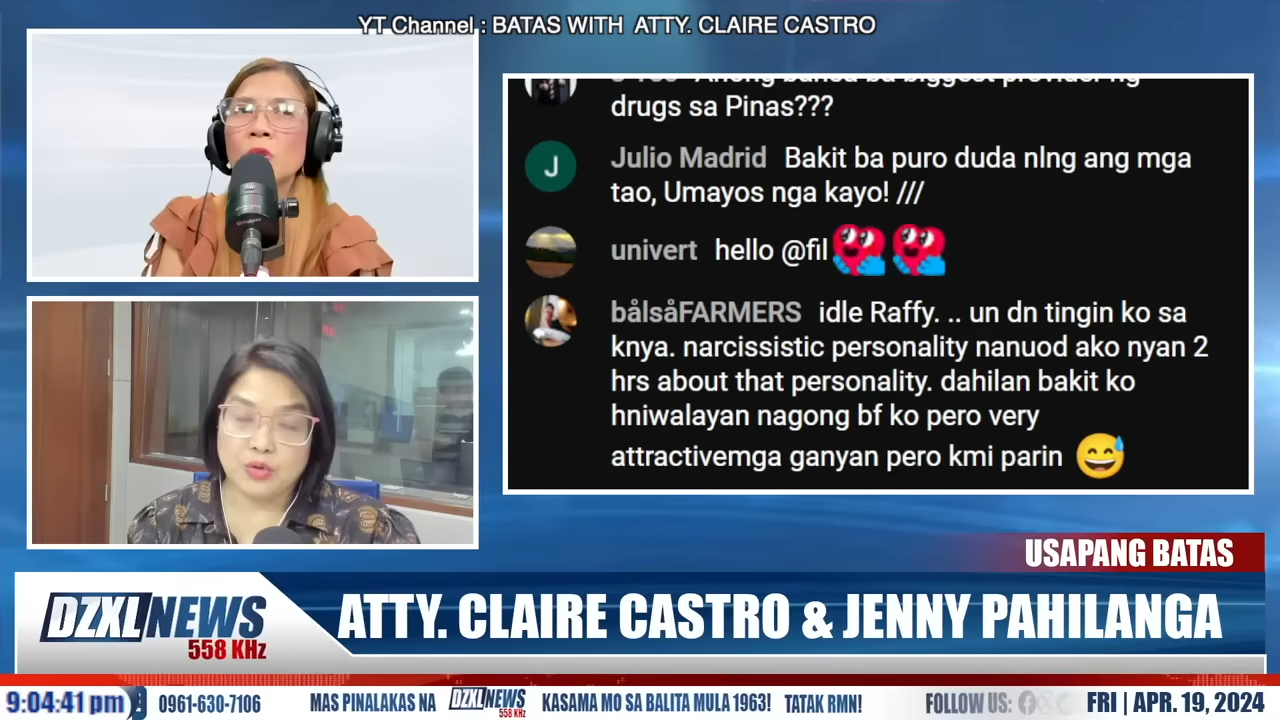 YT Channel : BATAS WITH ATTY. CLAIRE CASTRO
drugs sa Pinas???
J
Julio Madrid Bakit ba puro duda nlng ang mga
tao, Umayos nga kayo! ///
univert hello @fil
bålsåFARMERS idle Raffy. .. un dn tingin ko sa
knya. narcissistic personality nanuod ako nyan 2
hrs about that personality. dahilan bakit ko
hniwalayan nagong bf ko pero very
attractivemga ganyan pero kmi parin
USAPANG BATAS
DZXL NEWS
558 KHz
ATTY. CLAIRE CASTRO & JENNY PAHILANGA
9:04:41 pm 0961-630-7106 MAS PINALAKAS NA DZXL NEWS 558 KHz KASAMA MO SA BALITA MULA 1963! TATAK RMN! FOLLOW US: FRI | APR. 19, 2024